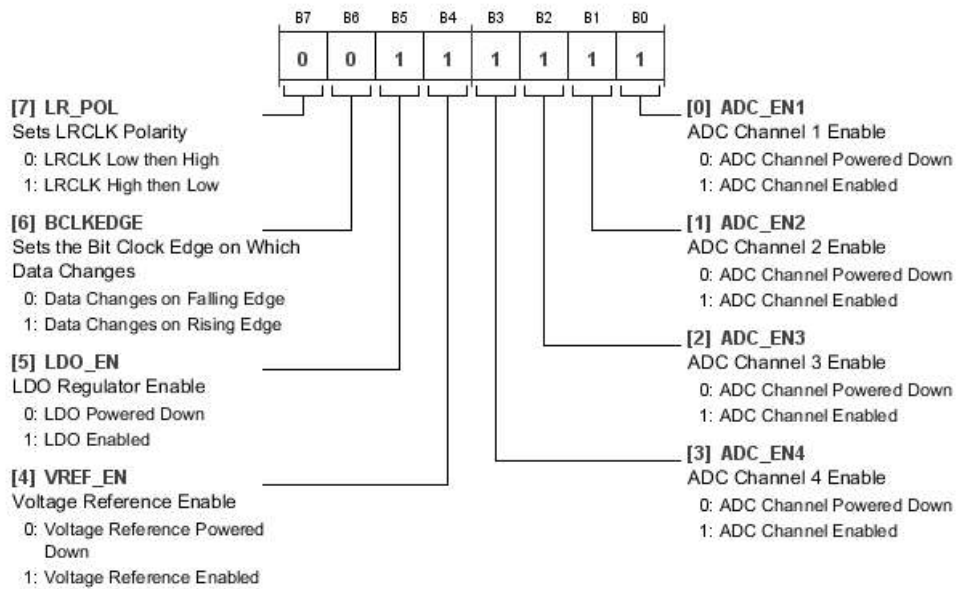 B7 B6 B5 B4 B3 B2 B1 B0
0 0 1 1 1 1 1 1
[7] LR_POL
Sets LRCLK Polarity
0: LRCLK Low then High
1: LRCLK High then Low
[6] BCLKEDGE
Sets the Bit Clock Edge on Which
Data Changes
0: Data Changes on Falling Edge
1: Data Changes on Rising Edge
[5] LDO_EN
LDO Regulator Enable
0: LDO Powered Down
1: LDO Enabled
[4] VREF_EN
Voltage Reference Enable
0: Voltage Reference Powered
Down
1: Voltage Reference Enabled
[0] ADC_EN1
ADC Channel 1 Enable
0: ADC Channel Powered Down
1: ADC Channel Enabled
[1] ADC_EN2
ADC Channel 2 Enable
0: ADC Channel Powered Down
1: ADC Channel Enabled
[2] ADC_EN3
ADC Channel 3 Enable
0: ADC Channel Powered Down
1: ADC Channel Enabled
[3] ADC_EN4
ADC Channel 4 Enable
0: ADC Channel Powered Down
1: ADC Channel Enabled